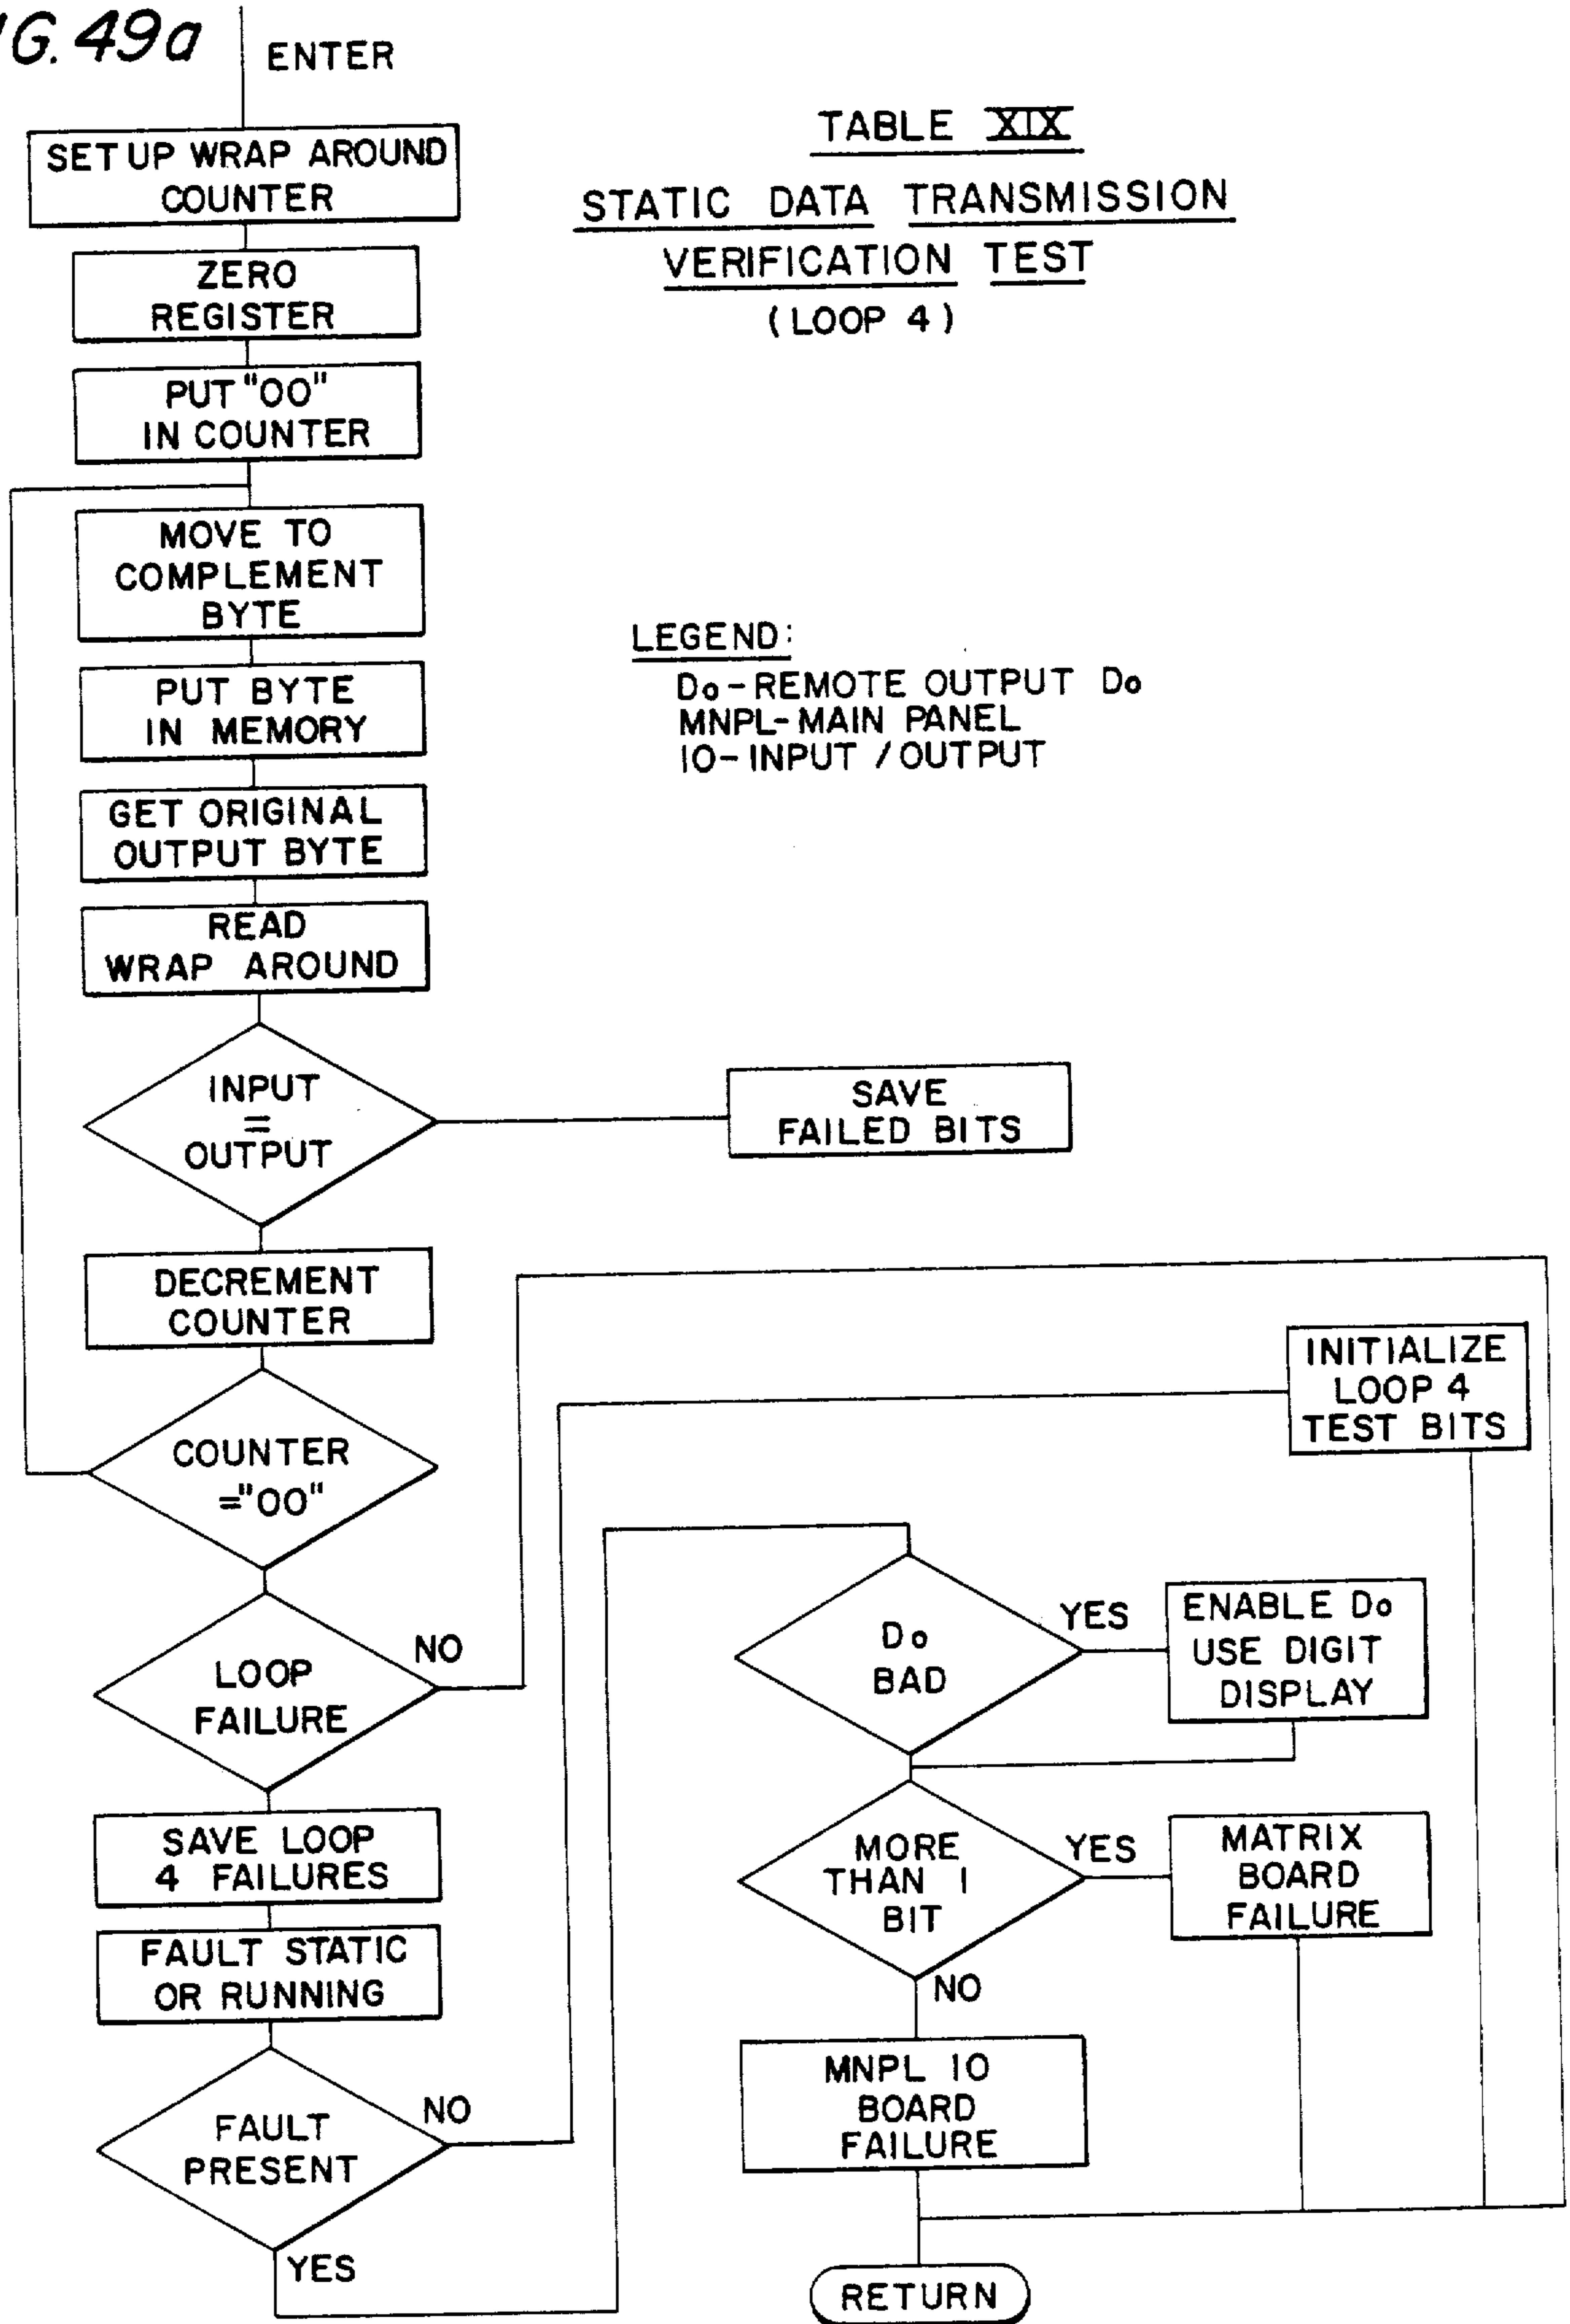 IG. 49a
ENTER
TABLE XIX
STATIC DATA TRANSMISSION
VERIFICATION TEST
(LOOP 4)
SET UP WRAP AROUND
COUNTER
ZERO
REGISTER
PUT "00"
IN COUNTER
MOVE TO
COMPLEMENT
BYTE
PUT BYTE
IN MEMORY
GET ORIGINAL
OUTPUT BYTE
READ
WRAP AROUND
LEGEND:
Do-REMOTE OUTPUT Do
MNPL-MAIN PANEL
IO-INPUT / OUTPUT
INPUT
=
OUTPUT
SAVE
FAILED BITS
DECREMENT
COUNTER
COUNTER
="00"
LOOP
FAILURE
NO
SAVE LOOP
4 FAILURES
FAULT STATIC
OR RUNNING
FAULT
PRESENT
NO
YES
INITIALIZE
LOOP 4
TEST BITS
Do
BAD
YES
ENABLE Do
USE DIGIT
DISPLAY
MORE
THAN 1
BIT
YES
MATRIX
BOARD
FAILURE
NO
MNPL IO
BOARD
FAILURE
RETURN